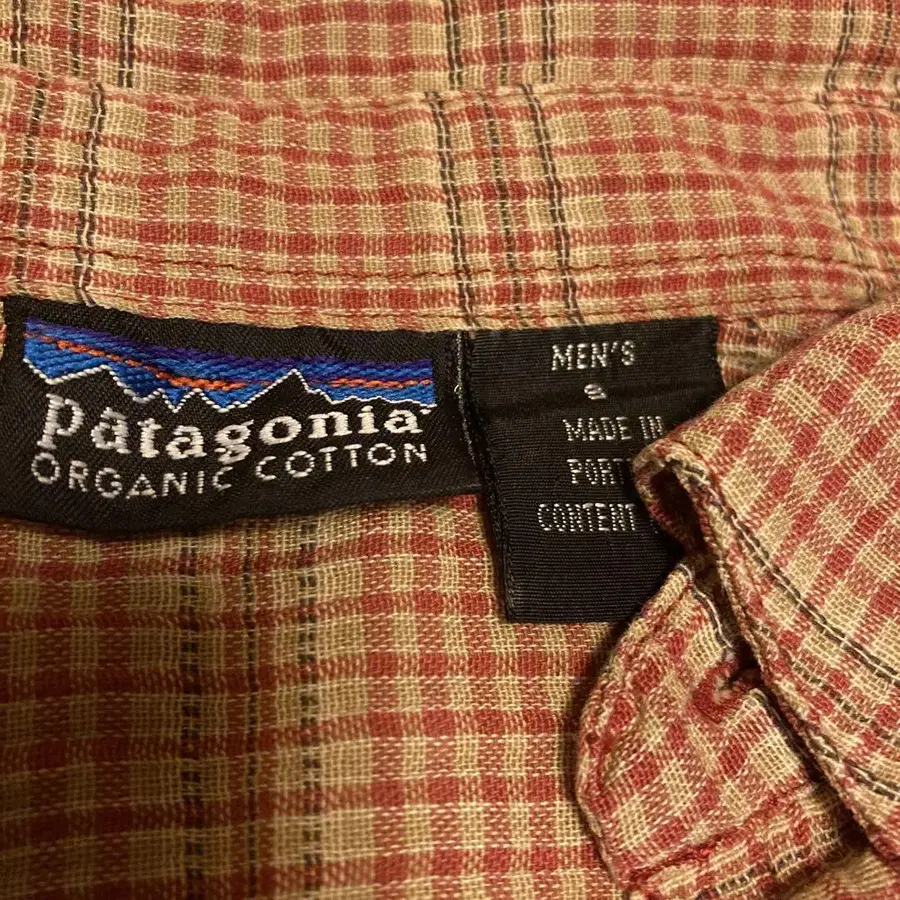 patagonia
ORGANIC COTTON
MEN'S
S
MADE IN
PORT
CONTENT